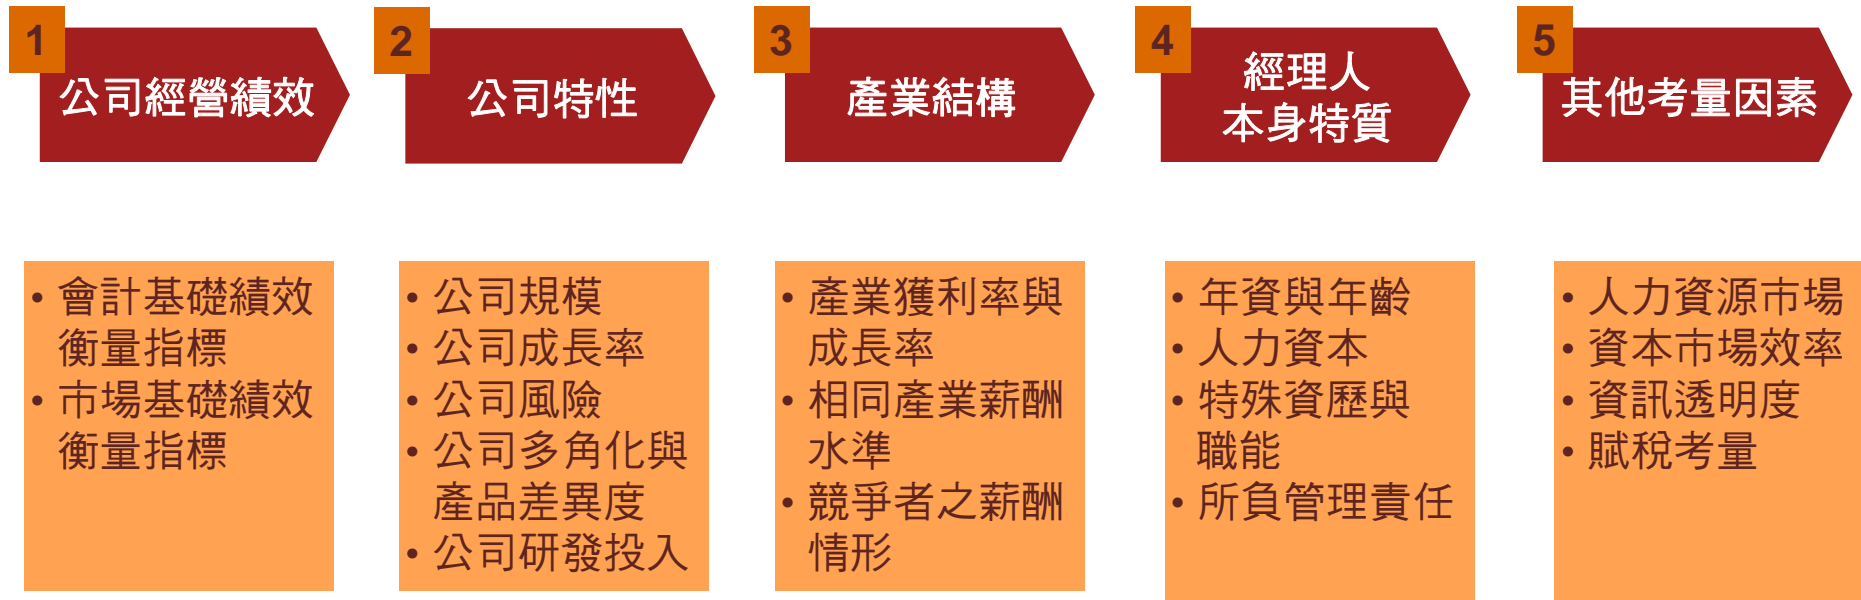 1
公司經營績效
2
公司特性
3
產業結構
4
經理人
本身特質
5
其他考量因素
• 會計基礎績效
衡量指標
• 市場基礎績效
衡量指標
• 公司規模
• 公司成長率
• 公司風險
• 公司多角化與
產品差異度
• 公司研發投入
• 產業獲利率與
成長率
• 相同產業薪酬
水準
• 競爭者之薪酬
情形
• 年資與年齡
• 人力資本
• 特殊資歷與
職能
• 所負管理責任
• 人力資源市場
• 資本市場效率
• 資訊透明度
• 賦稅考量